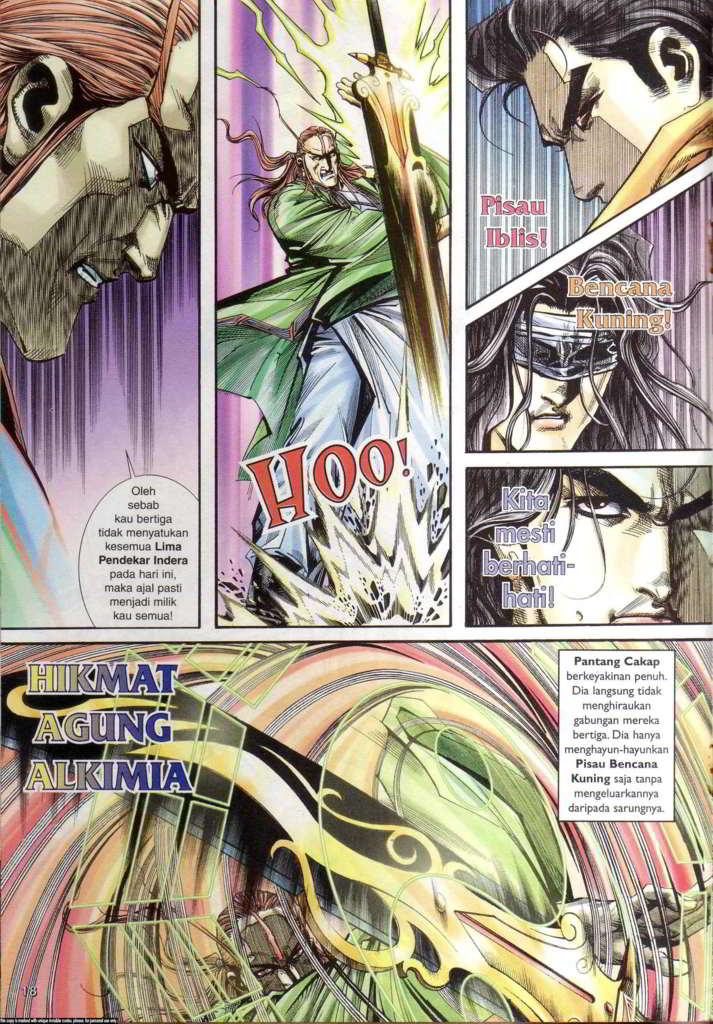 Oleh
sebab
kau bertiga
tidak menyatukan
kesemua Lima
Pendekar Indera
pada hari ini,
maka ajal pasti
menjadi milik
kau semua!
HOO!
Pisau
Iblis!
Bencana
Kuning!
Kita
mesti
berhati-
hati!
HIKMAT
AGUNG
ALKIMIA
Pantang Cakap
berkeyakinan penuh.
Dia langsung tidak
menghiraukan
gabungan mereka
bertiga. Dia hanya
menghayun-hayunkan
Pisau Bencana
Kuning saja tanpa
mengeluarkannya
daripada sarungnya.
18